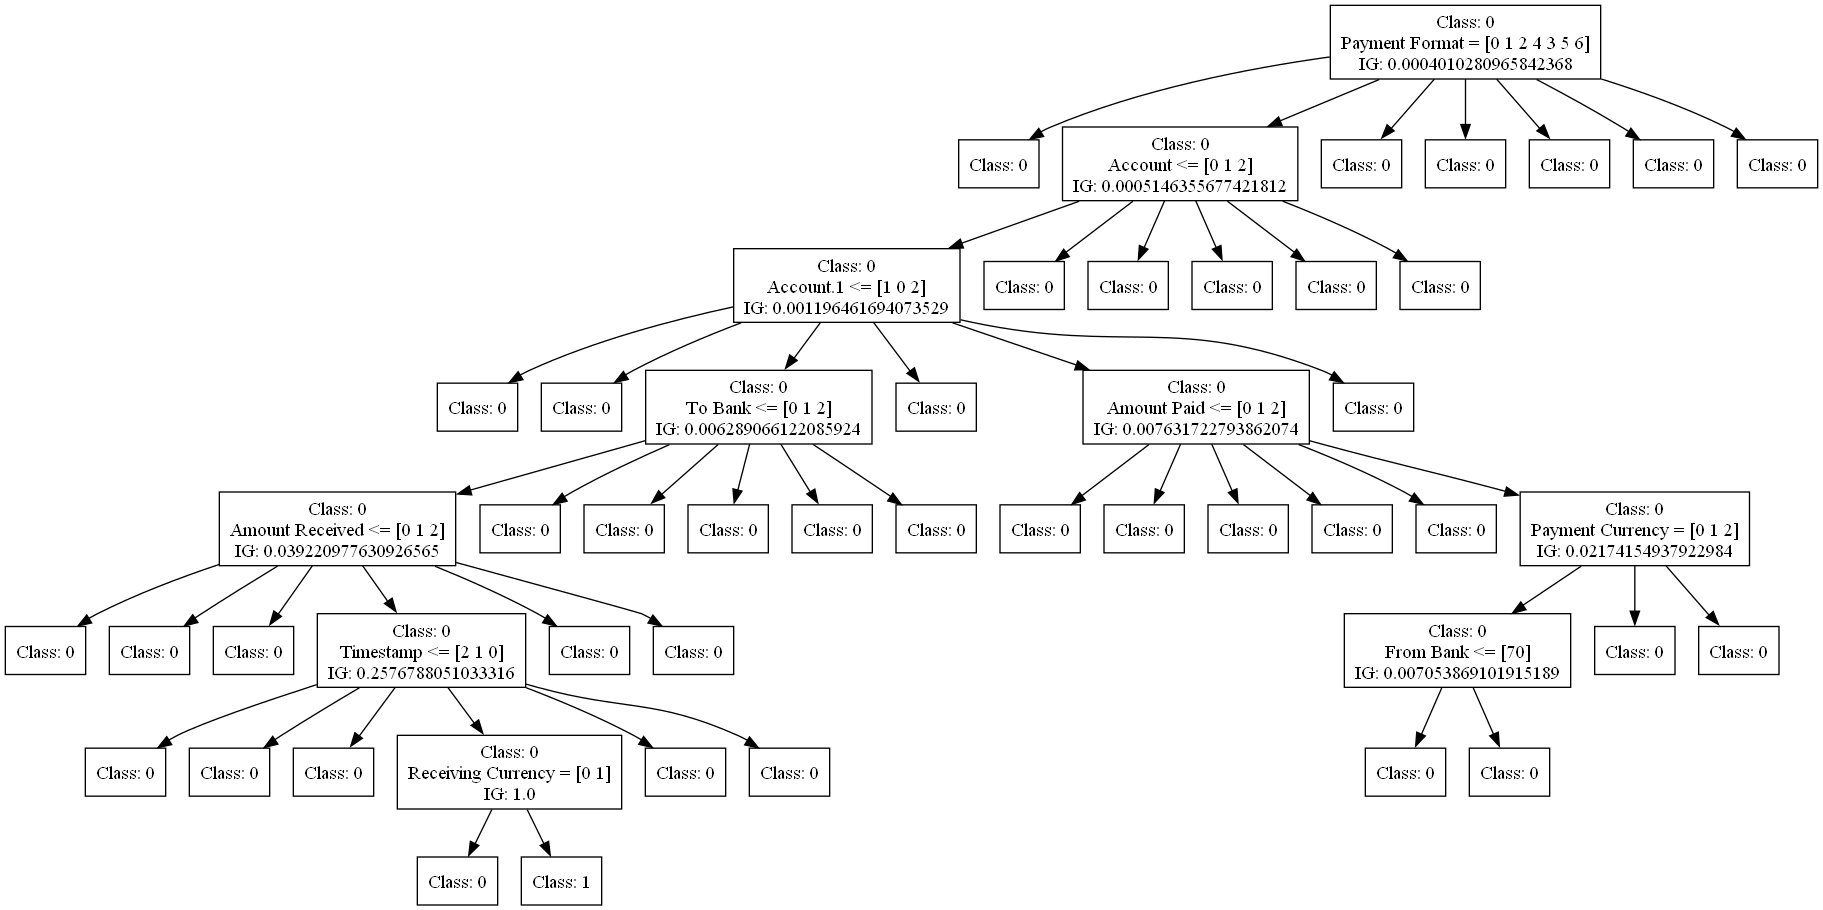 Class: 0
Payment Format = [0 1 2 4 3 5 6]
IG: 0.0004010280965842368
Class: 0
Class: 0
Account <= [0 1 2]
IG: 0.0005146355677421812
Class: 0
Class: 0
Class: 0
Class: 0
Class: 0
Class: 0
Account.1 <= [1 0 2]
IG: 0.001196461694073529
Class: 0
Class: 0
Class: 0
Class: 0
Class: 0
Class: 0
Class: 0
Class: 0
To Bank <= [0 1 2]
IG: 0.006289066122085924
Class: 0
Class: 0
Amount Paid <= [0 1 2]
IG: 0.007631722793862074
Class: 0
Class: 0
Amount Received <= [0 1 2]
IG: 0.039220977630926565
Class: 0
Class: 0
Class: 0
Class: 0
Class: 0
Class: 0
Class: 0
Class: 0
Class: 0
Class: 0
Class: 0
Payment Currency = [0 1 2]
IG: 0.02174154937922984
Class: 0
Class: 0
Class: 0
Class: 0
Timestamp <= [2 1 0]
IG: 0.2576788051033316
Class: 0
Class: 0
Class: 0
From Bank <= [70]
IG: 0.007053869101915189
Class: 0
Class: 0
Class: 0
Class: 0
Class: 0
Class: 0
Receiving Currency = [0 1]
IG: 1.0
Class: 0
Class: 0
Class: 0
Class: 0
Class: 0
Class: 1